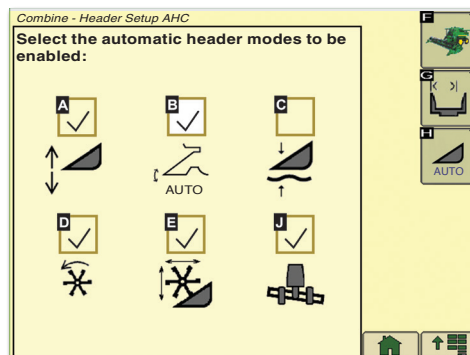 Combine - Header Setup AHC
Select the automatic header modes to be
enabled:
A
B
C
AUTO
D
E
J
F
G
H
AUTO